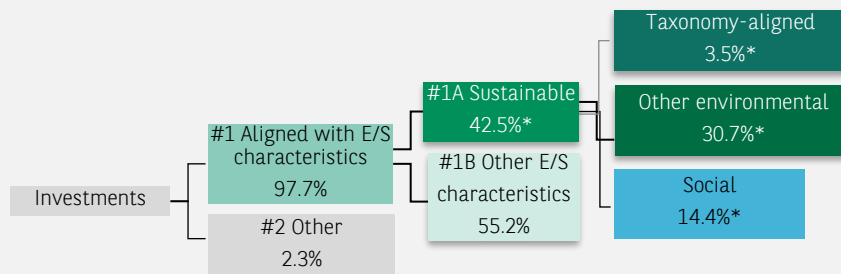 Taxonomy-aligned
3.5%*
#1A Sustainable
42.5%*
Other environmental
30.7%*
#1 Aligned with E/S
characteristics
97.7%
#1B Other E/S
characteristics
55.2%
Social
14.4%*
Investments
#2 Other
2.3%